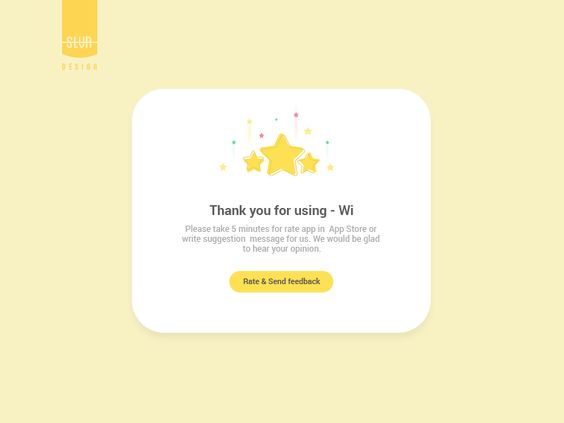 DESIGN
Thank you for using - Wi
Please take 5 minutes for rate app in App Store or
write suggestion message for us. We would be glad
to hear your opinion.
Rate & Send feedback